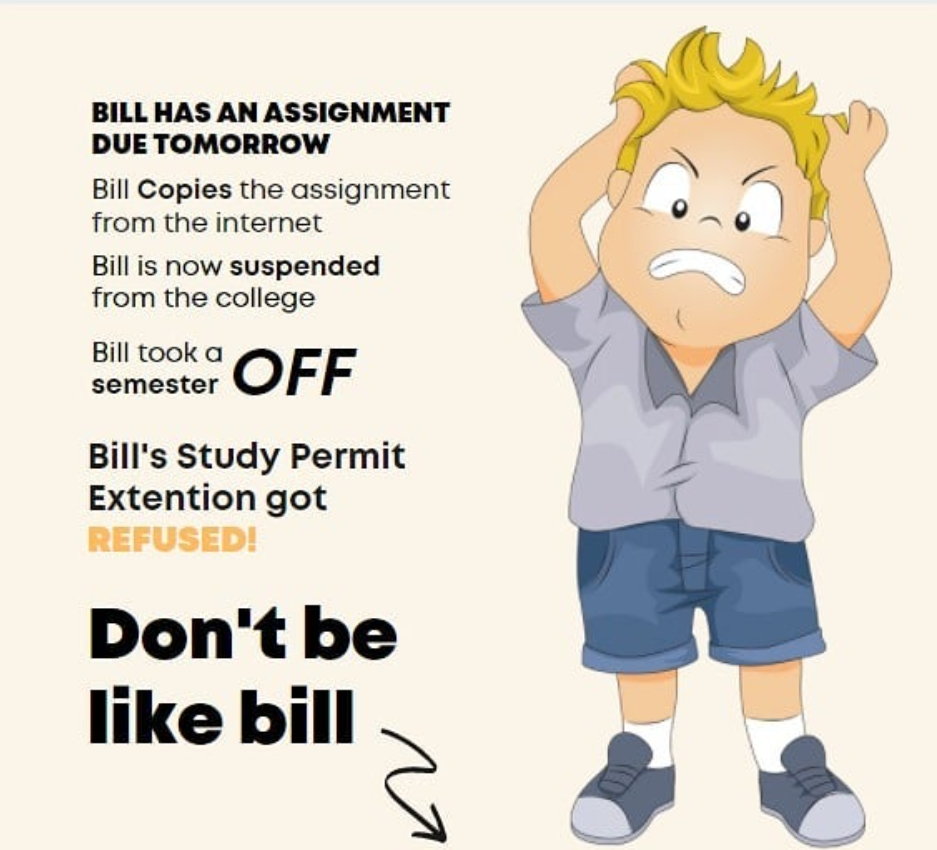 BILL HAS AN ASSIGNMENT
DUE TOMORROW
Bill Copies the assignment
from the internet
Bill is now suspended
from the college
Bill took a
semester OFF
Bill's Study Permit
Extention got
REFUSED!
Don't be
like bill